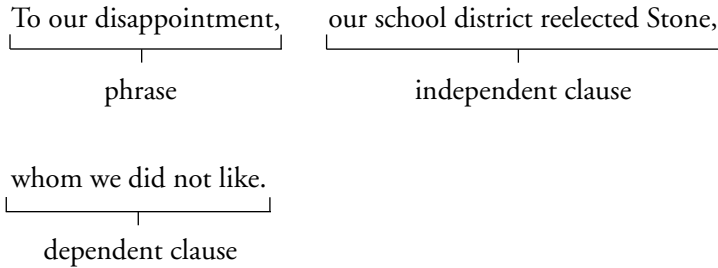 To our disappointment, our school district reelected Stone,
phrase independent clause
whom we did not like.
dependent clause